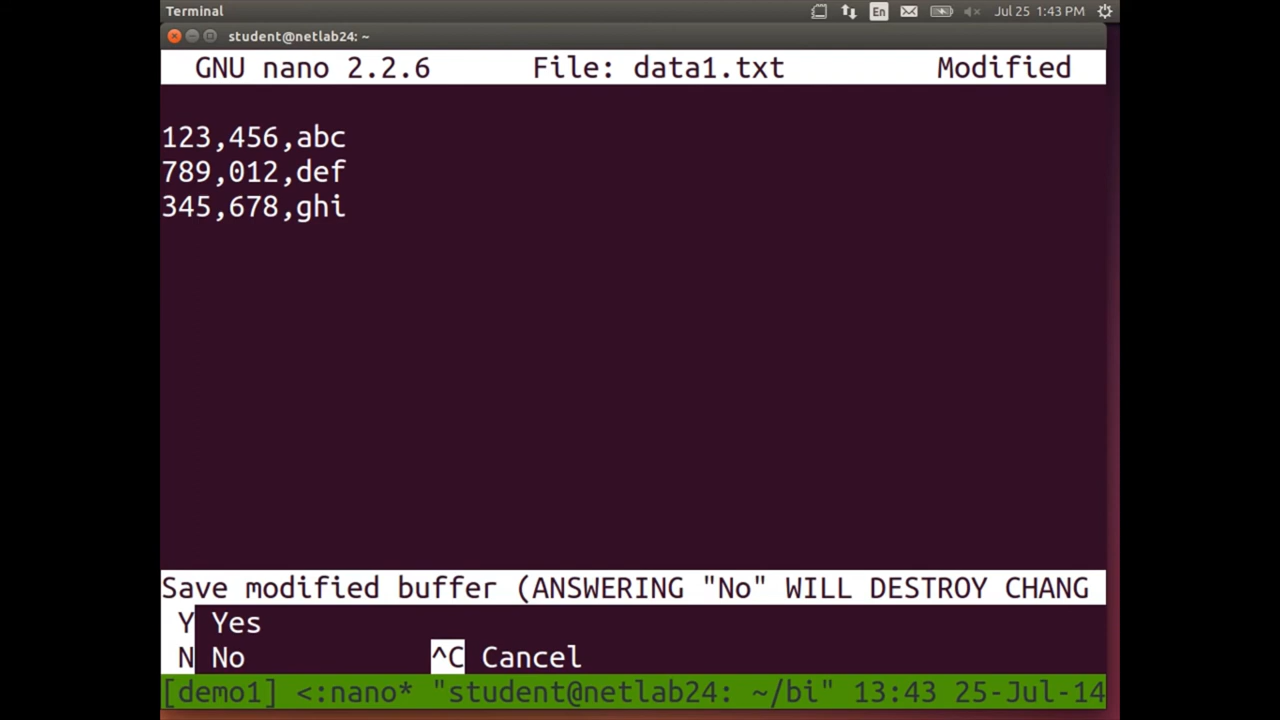 Terminal
En
Jul 25 1:43 PM
student@netlab24: ~
GNU nano 2.2.6 File: data1.txt Modified
123,456,abc
789,012,def
345,678,ghi
Save modified buffer (ANSWERING "No" WILL DESTROY CHANG
Y Yes
N No ^C Cancel
[demo1] <:nano* "student@netlab24: ~/bi" 13:43 25-Jul-14